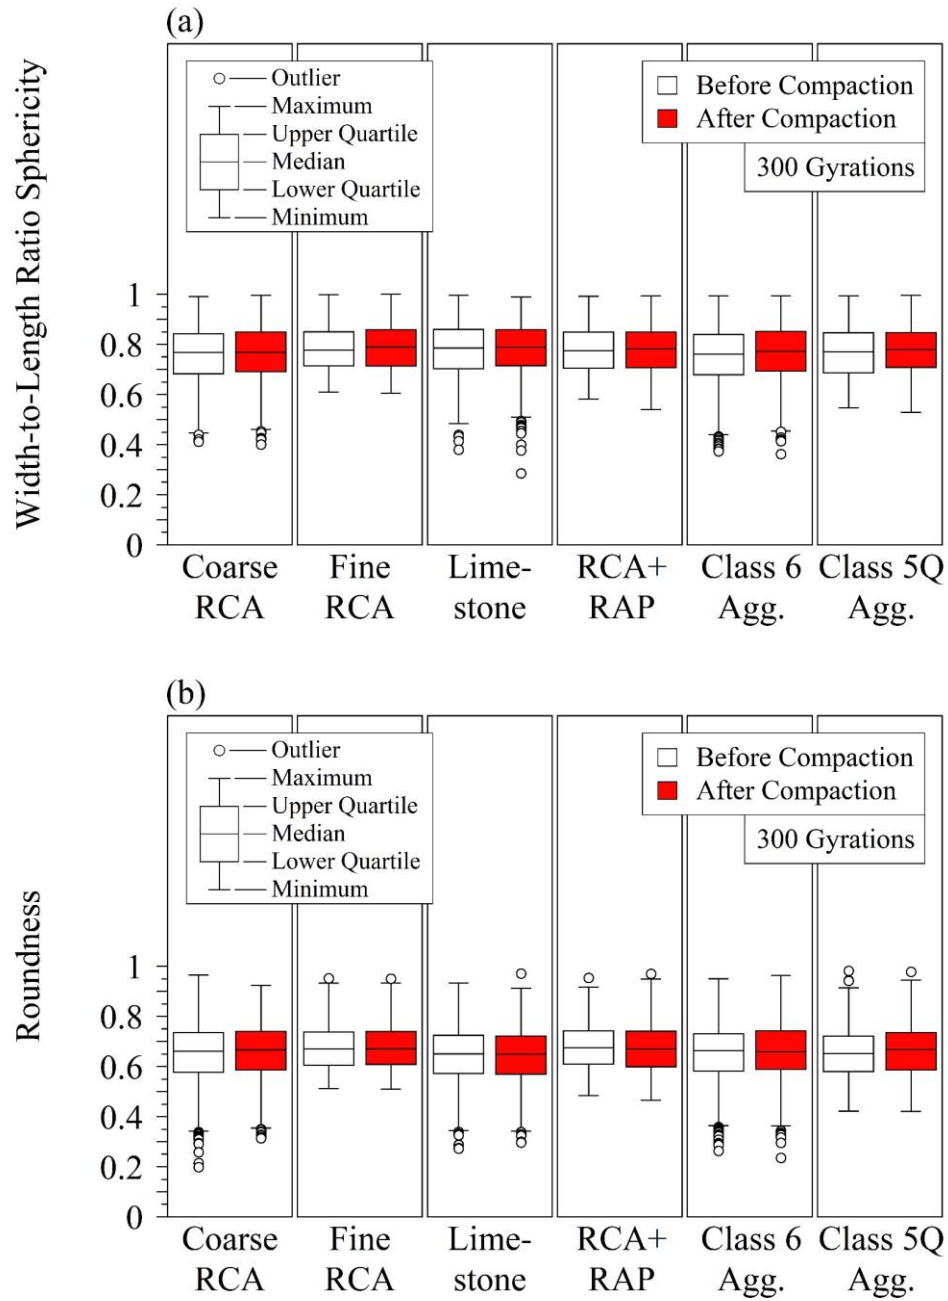 (a)
Width-to-Length Ratio Sphericity
Outlier
Maximum
Upper Quartile
Median
Lower Quartile
Minimum
Before Compaction
After Compaction
300 Gyrations
1
0.8
0.6
0.4
0.2
0
Coarse
RCA
Fine
RCA
Lime-
stone
RCA+
RAP
Class 6
Agg.
Class 5Q
Agg.
(b)
Roundness
Outlier
Maximum
Upper Quartile
Median
Lower Quartile
Minimum
Before Compaction
After Compaction
300 Gyrations
1
0.8
0.6
0.4
0.2
0
Coarse
RCA
Fine
RCA
Lime-
stone
RCA+
RAP
Class 6
Agg.
Class 5Q
Agg.